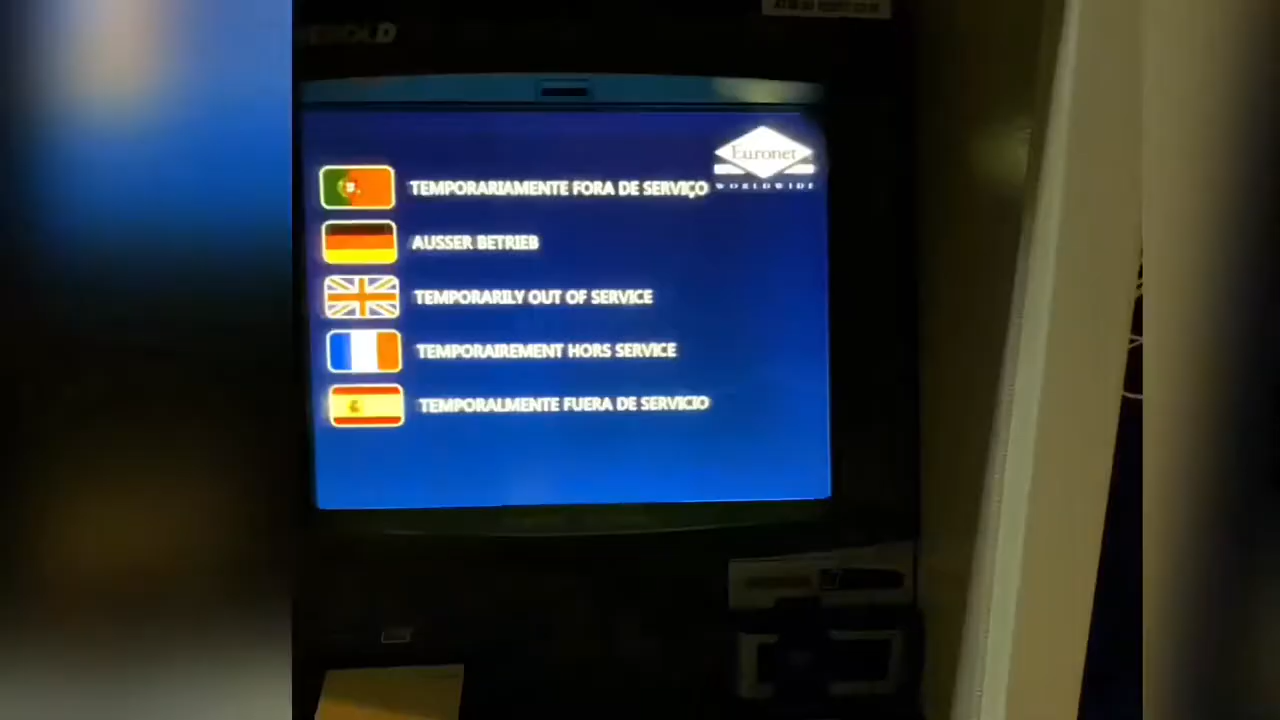 Euronet
WORLDWIDE
TEMPORARIAMENTE FORA DE SERVIÇO
AUSSER BETRIEB
TEMPORARILY OUT OF SERVICE
TEMPORAIREMENT HORS SERVICE
TEMPORALMENTE FUERA DE SERVICIO